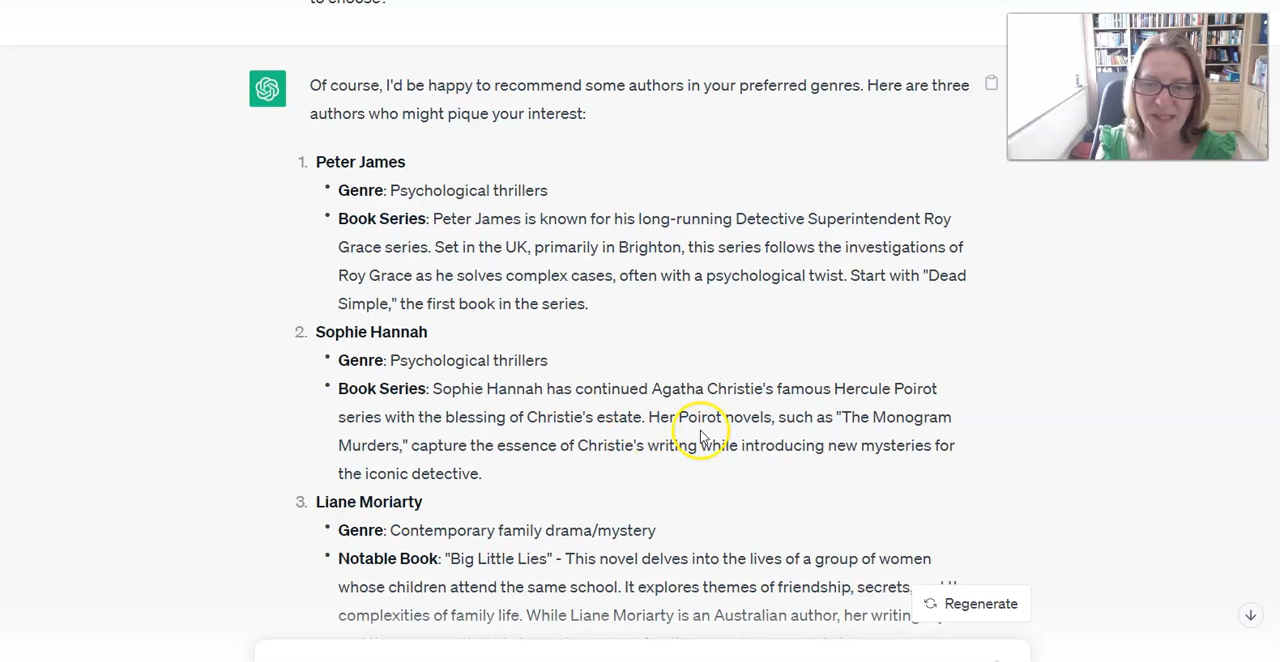 to choose?
Of course, I'd be happy to recommend some authors in your preferred genres. Here are three
authors who might pique your interest:
1. Peter James
• Genre: Psychological thrillers
• Book Series: Peter James is known for his long-running Detective Superintendent Roy
Grace series. Set in the UK, primarily in Brighton, this series follows the investigations of
Roy Grace as he solves complex cases, often with a psychological twist. Start with "Dead
Simple," the first book in the series.
2. Sophie Hannah
• Genre: Psychological thrillers
• Book Series: Sophie Hannah has continued Agatha Christie's famous Hercule Poirot
series with the blessing of Christie's estate. Her Poirot novels, such as "The Monogram
Murders," capture the essence of Christie's writing while introducing new mysteries for
the iconic detective.
3. Liane Moriarty
• Genre: Contemporary family drama/mystery
• Notable Book: "Big Little Lies" - This novel delves into the lives of a group of women
whose children attend the same school. It explores themes of friendship, secrets,
complexities of family life. While Liane Moriarty is an Australian author, her writing
Regenerate